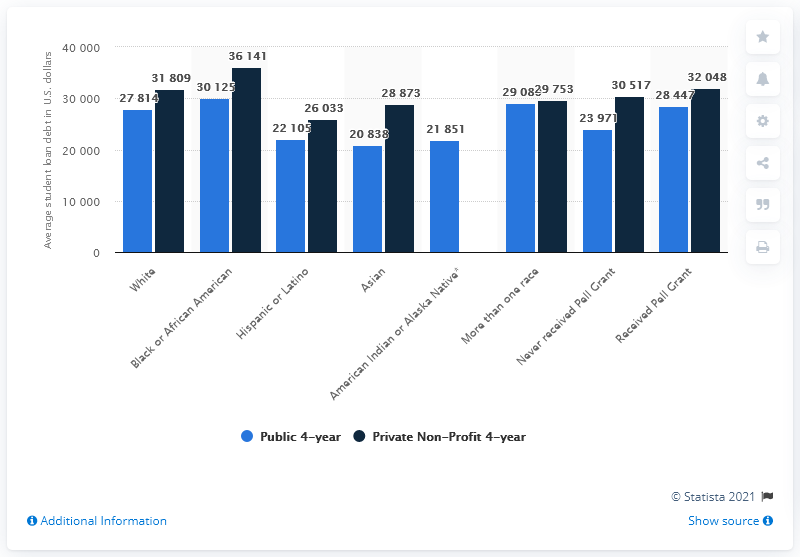 Average student loan debt in U.S. dollars
40 000
30 000
20 000
10 000
0
27 814
31 809
30 125
36 141
22 105
26 033
20 838
28 873
21 851
29 753
23 971
30 517
28 447
32 048
White
Black or African American
Hispanic or Latino
Asian
American Indian or Alaska Native*
More than one race
Never received Pell Grant
Received Pell Grant
Public 4-year
Private Non-Profit 4-year
© Statista 2021
Additional Information
Show source